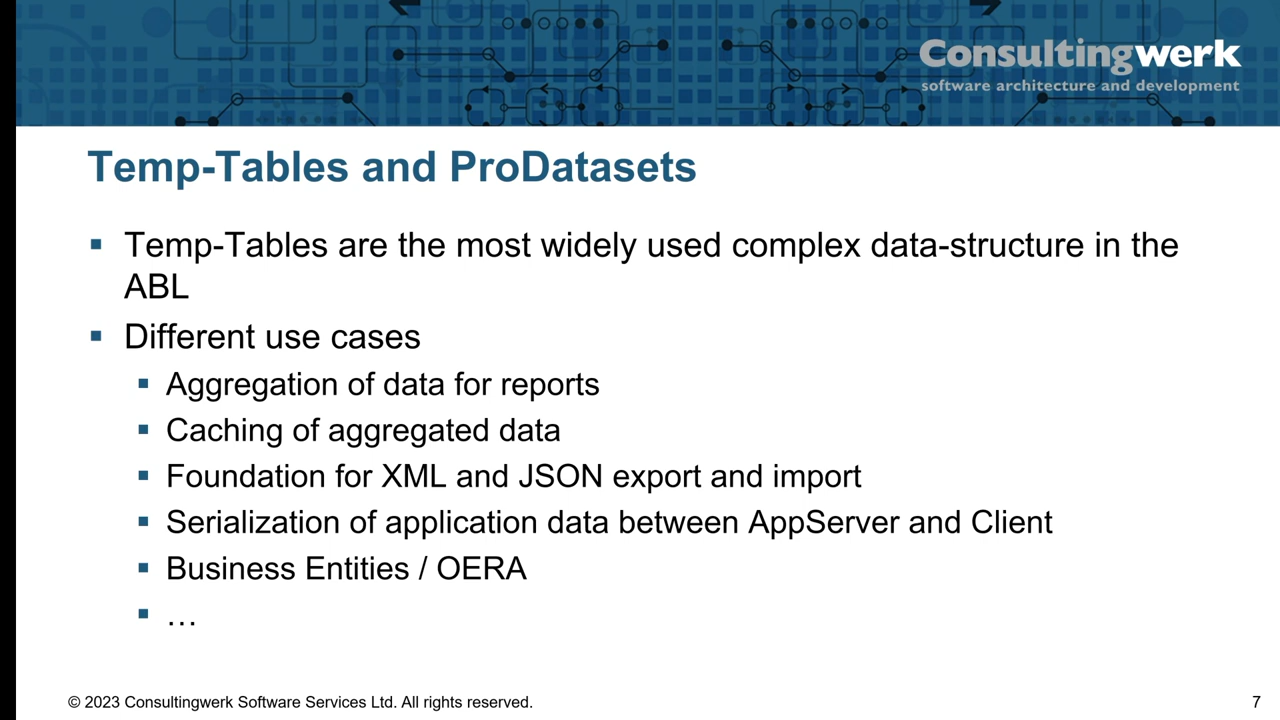 Consultingwerk
software architecture and development
Temp-Tables and ProDatasets
▪ Temp-Tables are the most widely used complex data-structure in the
ABL
▪ Different use cases
▪ Aggregation of data for reports
▪ Caching of aggregated data
▪ Foundation for XML and JSON export and import
▪ Serialization of application data between AppServer and Client
▪ Business Entities / OERA
▪ …
© 2023 Consultingwerk Software Services Ltd. All rights reserved.
7